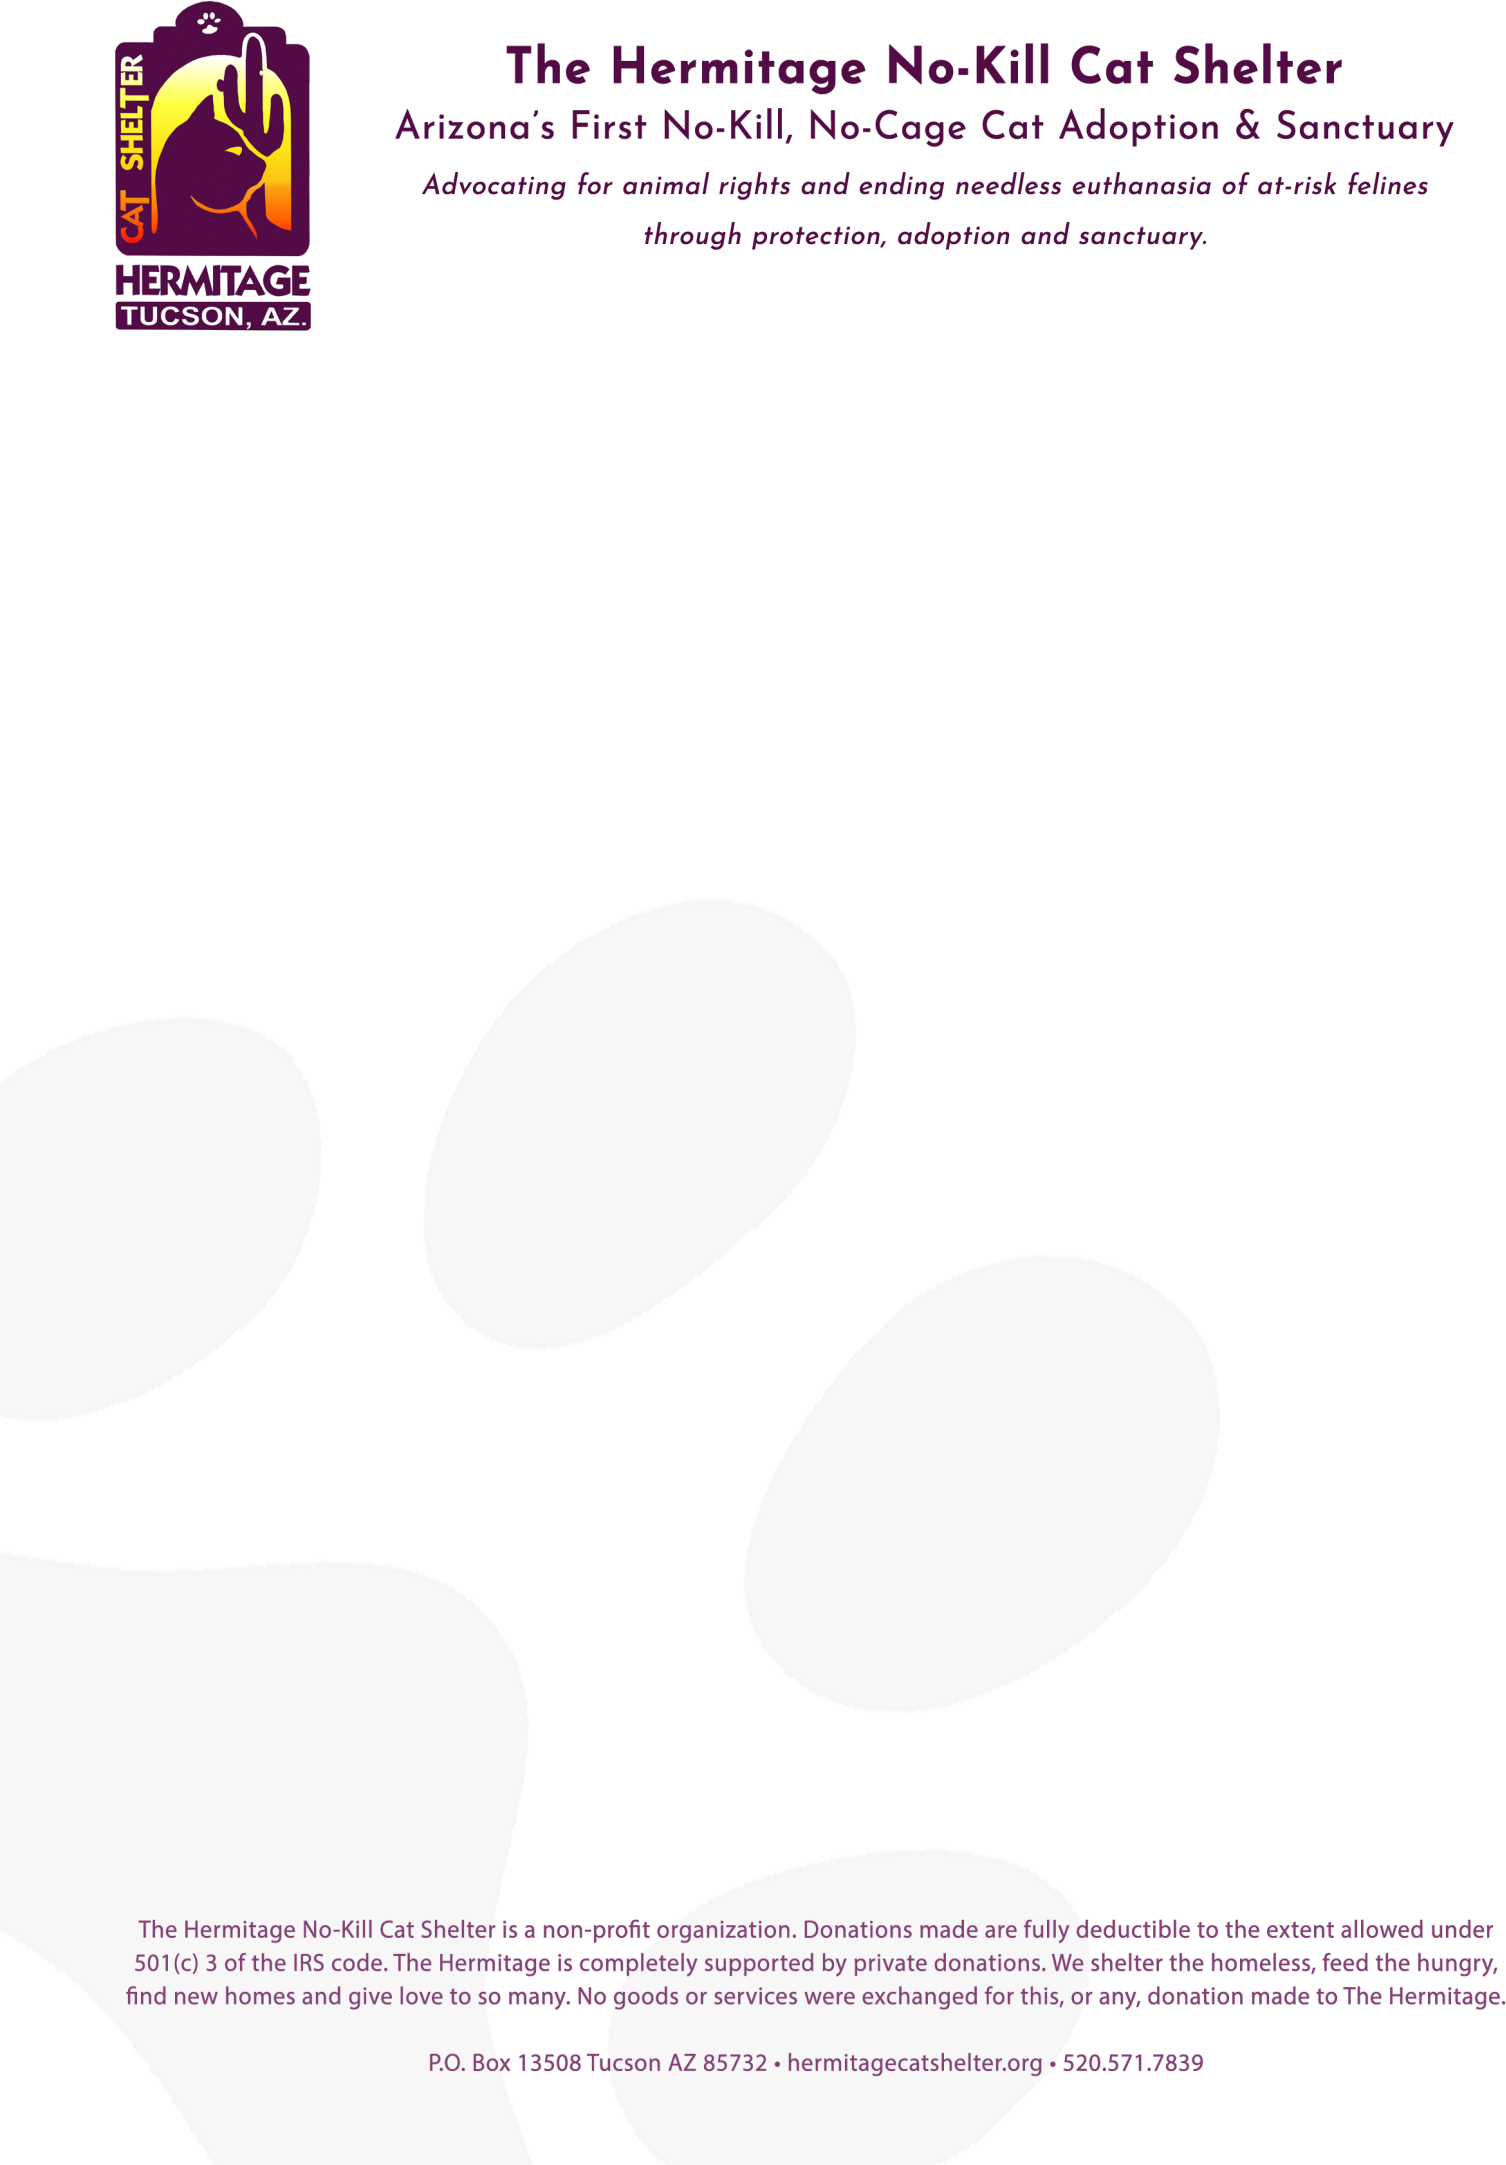 CAT SHELTER
HERMITAGE
TUCSON, AZ.
The Hermitage No-Kill Cat Shelter
Arizona’s First No-Kill, No-Cage Cat Adoption & Sanctuary
Advocating for animal rights and ending needless euthanasia of at-risk felines
through protection, adoption and sanctuary.
The Hermitage No-Kill Cat Shelter is a non-profit organization. Donations made are fully deductible to the extent allowed under
501(c) 3 of the IRS code. The Hermitage is completely supported by private donations. We shelter the homeless, feed the hungry,
find new homes and give love to so many. No goods or services were exchanged for this, or any, donation made to The Hermitage.
P.O. Box 13508 Tucson AZ 85732 • hermitagecatshelter.org • 520.571.7839